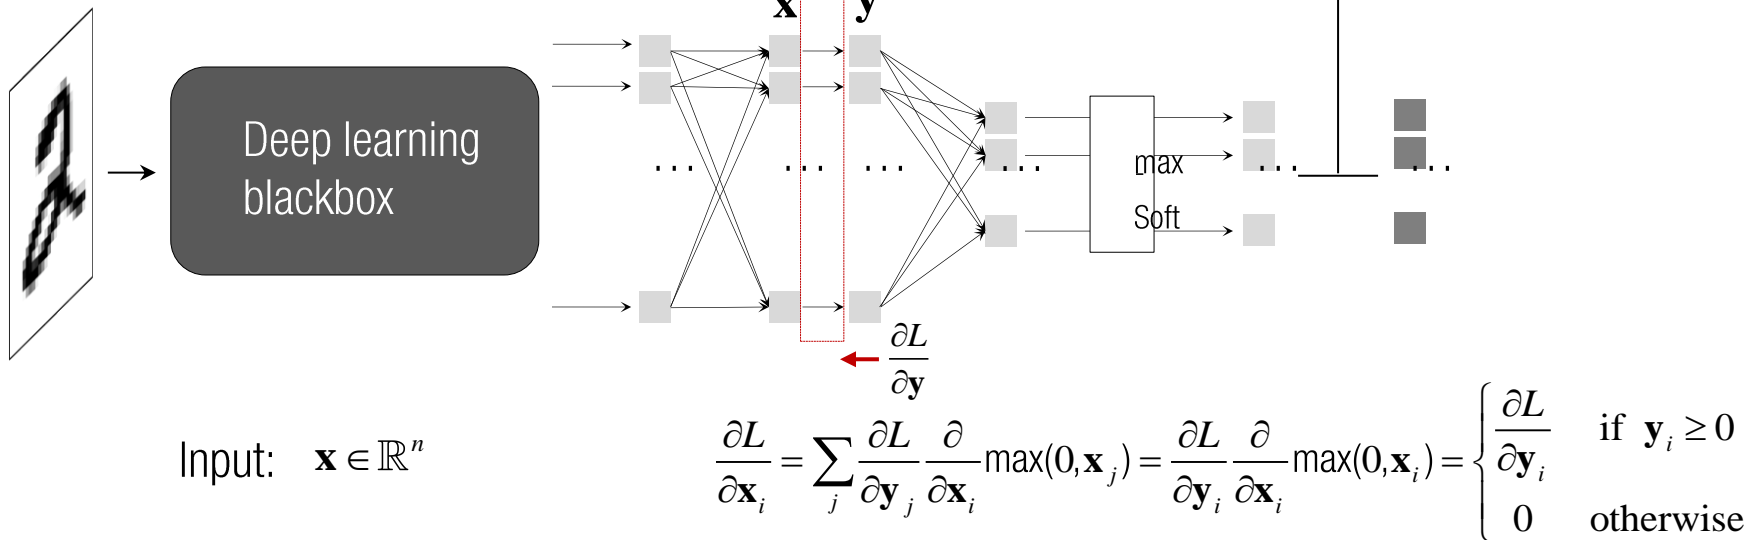 x y
Deep learning
blackbox
... ... ... ... ... ...
max
Soft
∂L/∂y
Input: x ∈ ℝⁿ
∂L/∂xᵢ = ∑ⱼ ∂L/∂yⱼ ∂/∂xᵢ max(0,xⱼ) = ∂L/∂yᵢ ∂/∂xᵢ max(0,xᵢ) = { ∂L/∂yᵢ if yᵢ ≥ 0
0 otherwise